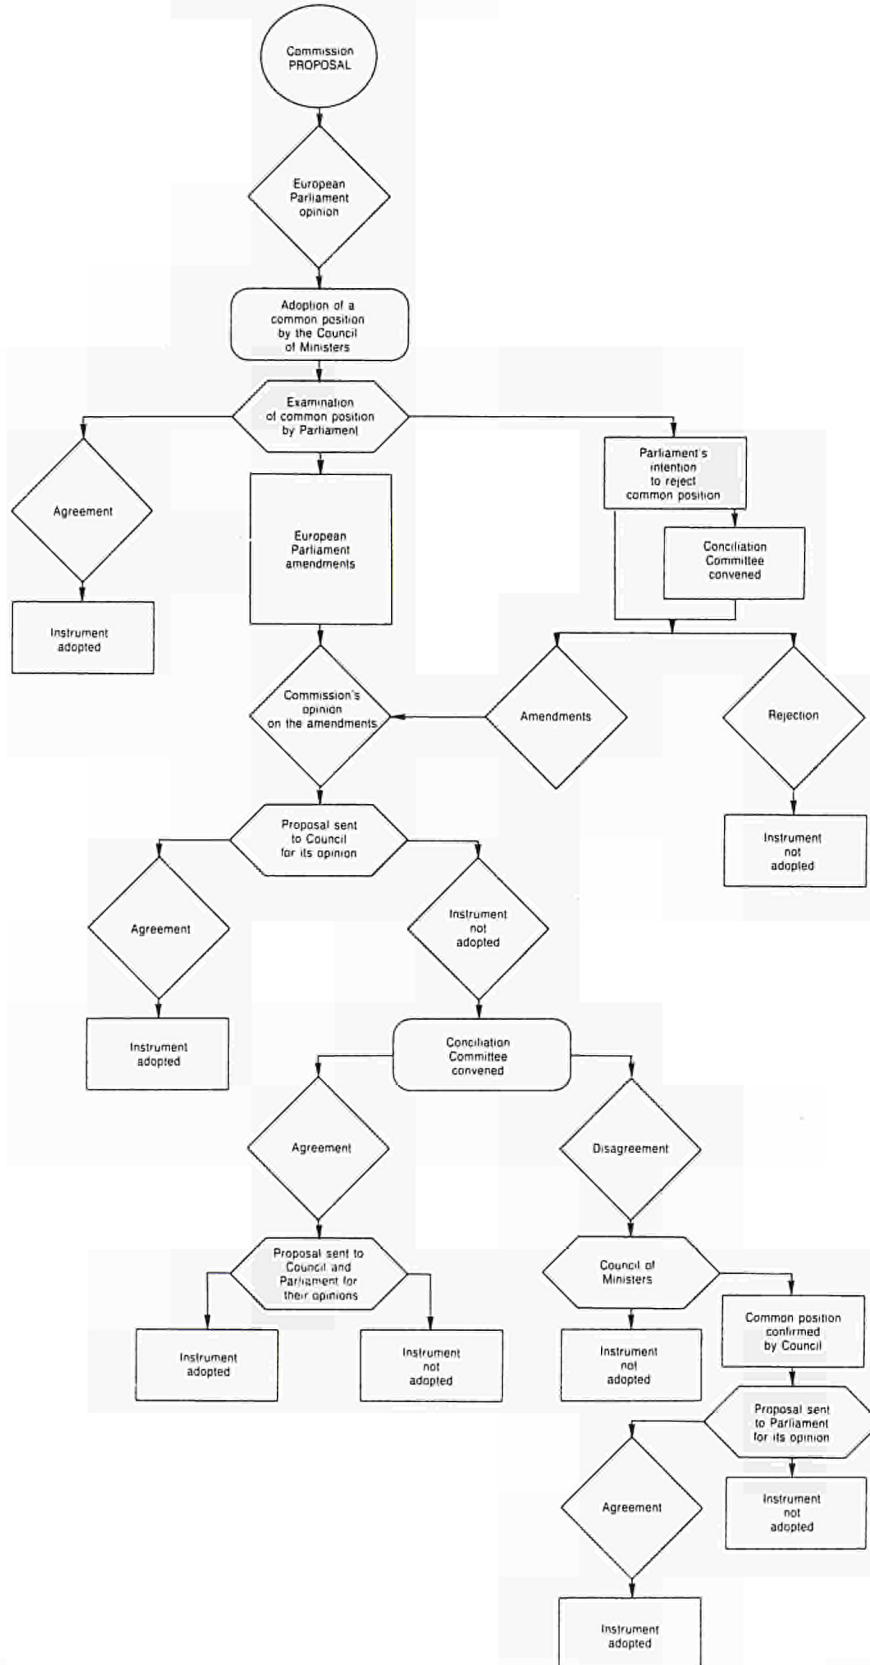 Commission
PROPOSAL
European
Parliament
opinion
Adoption of a
common position
by the Council
of Ministers
Examination
of common position
by Parliament
Agreement
Instrument
adopted
European
Parliament
amendments
Parliament's
intention
to reject
common position
Conciliation
Committee
convened
Commission's
opinion
on the amendments
Amendments
Rejection
Instrument
not
adopted
Proposal sent
to Council
for its opinion
Agreement
Instrument
adopted
Instrument
not
adopted
Conciliation
Committee
convened
Agreement
Disagreement
Proposal sent to
Council and
Parliament for
their opinions
Instrument
adopted
Instrument
not
adopted
Council of
Ministers
Instrument
not
adopted
Common position
confirmed
by Council
Proposal sent
to Parliament
for its opinion
Agreement
Instrument
not
adopted
Instrument
adopted